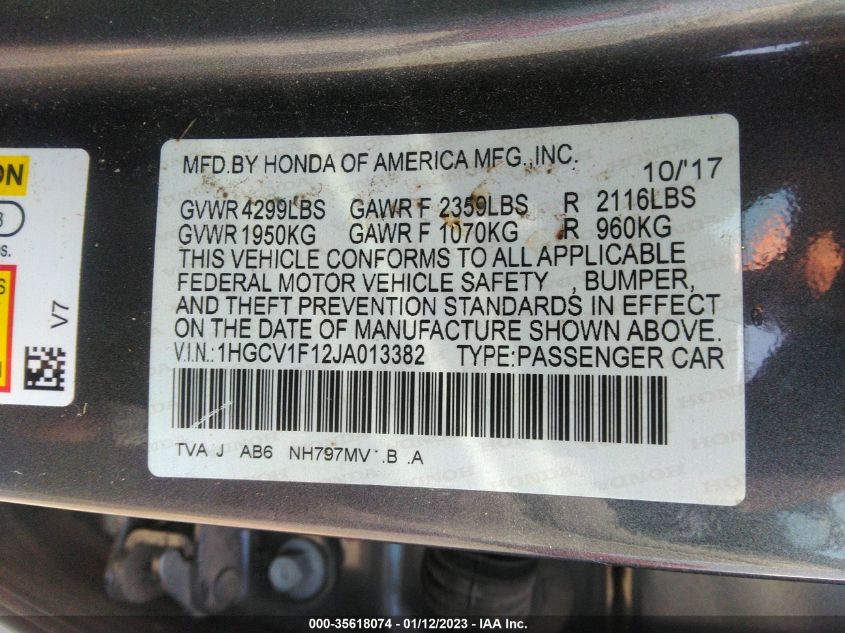 MFD.BY HONDA OF AMERICA MFG.,INC. 10/'17
GVWR 4299LBS GAWR F 2359LBS R 2116LBS
GVWR 1950KG GAWR F 1070KG R 960KG
THIS VEHICLE CONFORMS TO ALL APPLICABLE
FEDERAL MOTOR VEHICLE SAFETY , BUMPER,
AND THEFT PREVENTION STANDARDS IN EFFECT
ON THE DATE OF MANUFACTURE SHOWN ABOVE.
V.I.N.: 1HGCV1F12JA013382 TYPE:PASSENGER CAR
TVA J AB6 NH797MV .B .A
V7
000-35618074 — 01/12/2023 — IAA Inc.